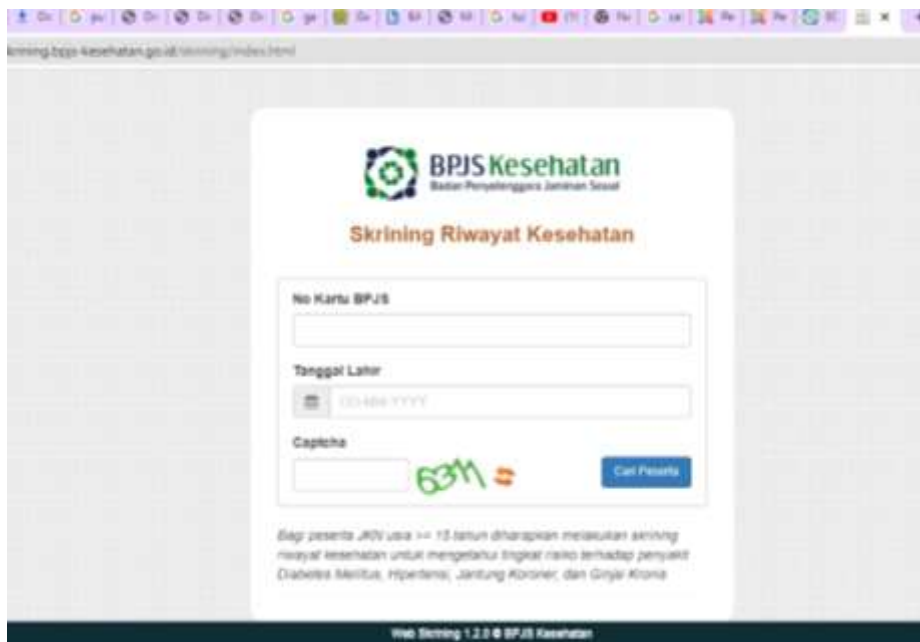 BPJS Kesehatan
Badan Penyelenggara Jaminan Sosial
Skrining Riwayat Kesehatan
No Kartu BPJS
Tanggal Lahir
DD-MM-YYYY
Captcha
Cari Peserta
Bagi peserta JKN usia >= 15 tahun diharapkan melakukan skrining
riwayat kesehatan untuk mengetahui tingkat risiko terhadap penyakit
Diabetes Melitus, Hipertensi, Jantung Koroner, dan Ginjal Kronis
Web Skrining 1.2.0 © BPJS Kesehatan